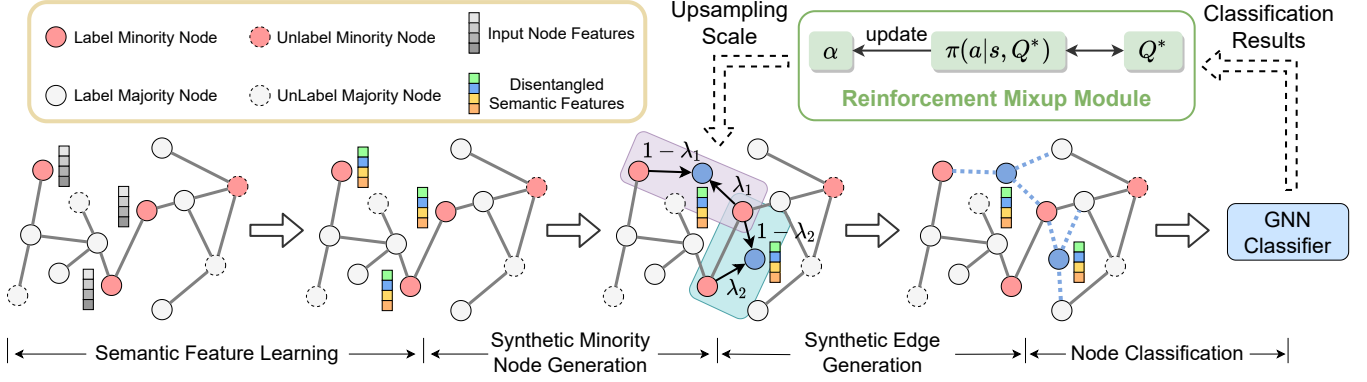 Label Minority Node
Unlabel Minority Node
Input Node Features
Label Majority Node
UnLabel Majority Node
Disentangled
Semantic Features
Upsampling
Scale
α
update
π(a|s, Q*)
Q*
Reinforcement Mixup Module
Classification
Results
1 − λ₁
λ₁
1 − λ₂
λ₂
GNN
Classifier
Semantic Feature Learning
Synthetic Minority
Node Generation
Synthetic Edge
Generation
Node Classification